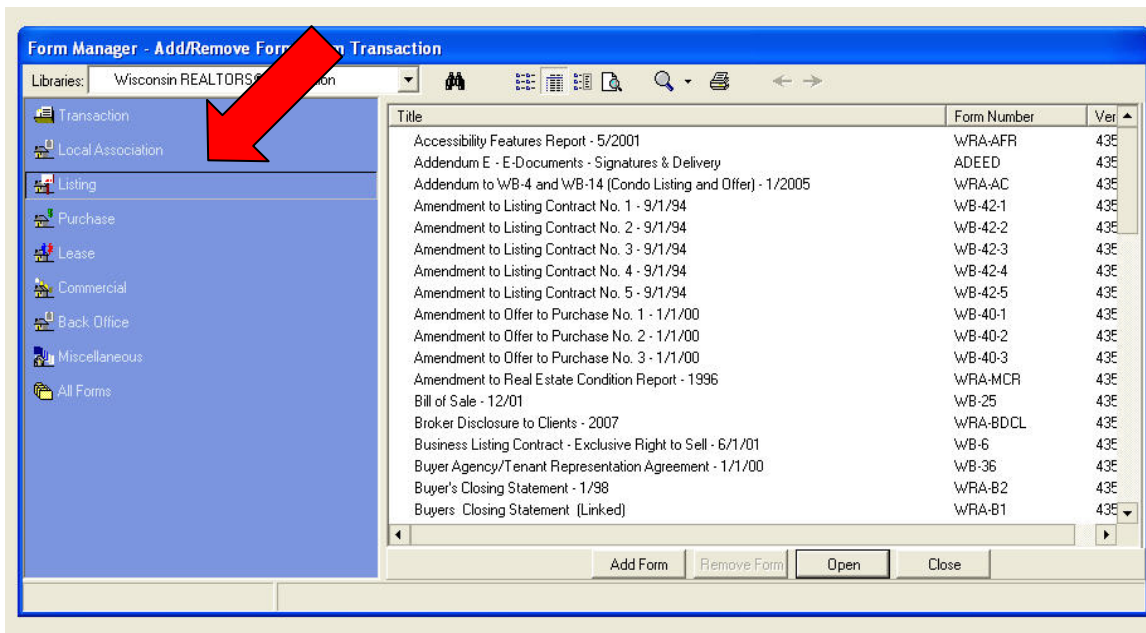 Form Manager - Add/Remove For Transaction
Libraries: Wisconsin REALTORS
Transaction
Local Association
Listing
Purchase
Lease
Commercial
Back Office
Miscellaneous
All Forms
Title Form Number Ver
Accessibility Features Report - 5/2001 WRA-AFR 435
Addendum E - E-Documents - Signatures & Delivery ADEED 435
Addendum to WB-4 and WB-14 (Condo Listing and Offer) - 1/2005 WRA-AC 435
Amendment to Listing Contract No. 1 - 9/1/94 WB-42-1 435
Amendment to Listing Contract No. 2 - 9/1/94 WB-42-2 435
Amendment to Listing Contract No. 3 - 9/1/94 WB-42-3 435
Amendment to Listing Contract No. 4 - 9/1/94 WB-42-4 435
Amendment to Listing Contract No. 5 - 9/1/94 WB-42-5 435
Amendment to Offer to Purchase No. 1 - 1/1/00 WB-40-1 435
Amendment to Offer to Purchase No. 2 - 1/1/00 WB-40-2 435
Amendment to Offer to Purchase No. 3 - 1/1/00 WB-40-3 435
Amendment to Real Estate Condition Report - 1996 WRA-MCR 435
Bill of Sale - 12/01 WB-25 435
Broker Disclosure to Clients - 2007 WRA-BDCL 435
Business Listing Contract - Exclusive Right to Sell - 6/1/01 WB-6 435
Buyer Agency/Tenant Representation Agreement - 1/1/00 WB-36 435
Buyer's Closing Statement - 1/98 WRA-B2 435
Buyers Closing Statement (Linked) WRA-B1 435
Add Form Remove Form Open Close